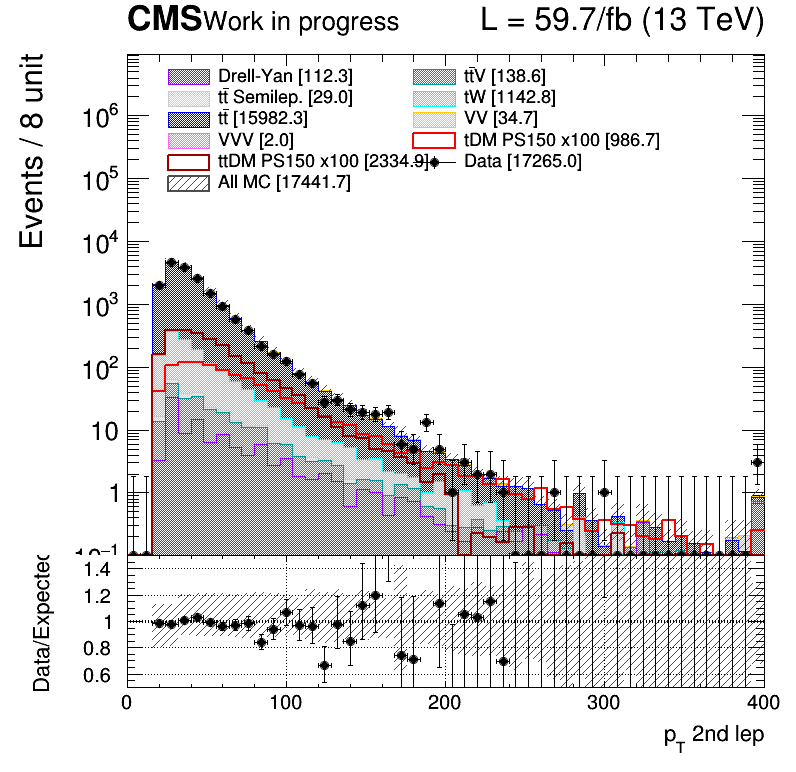 CMS Work in progress L = 59.7/fb (13 TeV)
Events / 8 unit
Drell-Yan [112.3] tt̄V [138.6]
tt̄ Semilep. [29.0] tW [1142.8]
tt̄ [15982.3] VV [34.7]
VVV [2.0] tDM PS150 x100 [986.7]
ttDM PS150 x100 [2334.9] Data [17265.0]
All MC [17441.7]
10⁶
10⁵
10⁴
10³
10²
10
1
10⁻¹
Data/Expected
1.4
1.2
1
0.8
0.6
0 100 200 300 400
p_T 2nd lep